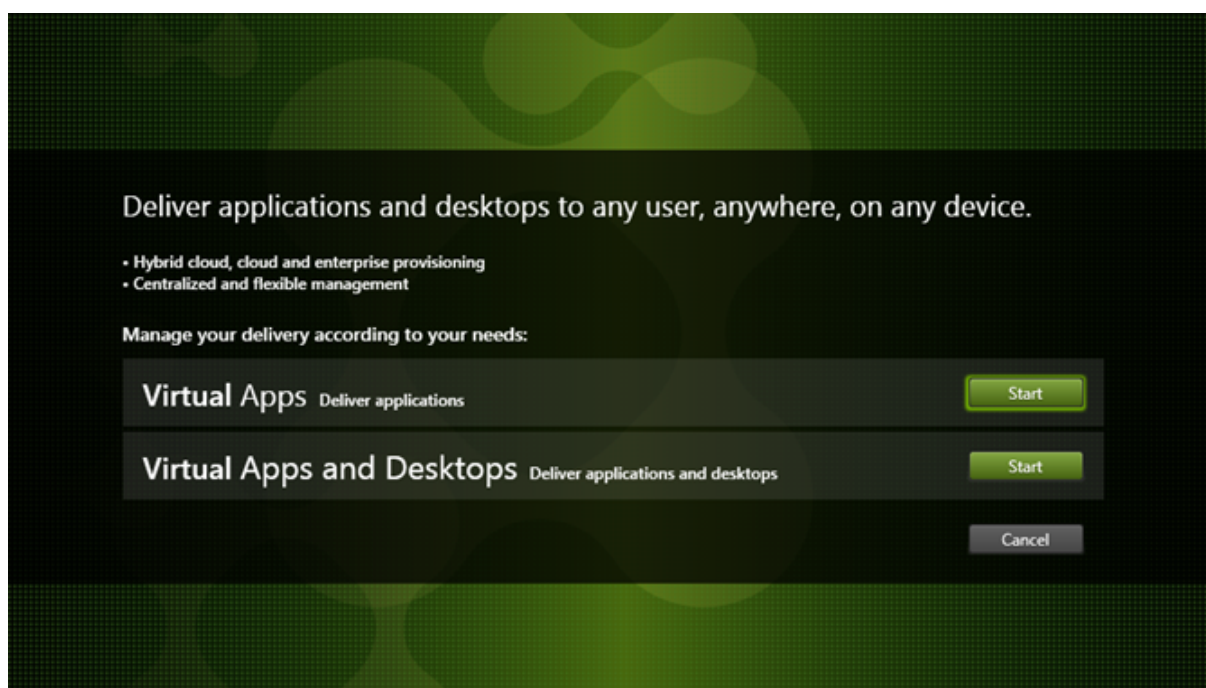 Deliver applications and desktops to any user, anywhere, on any device.
• Hybrid cloud, cloud and enterprise provisioning
• Centralized and flexible management
Manage your delivery according to your needs:
Virtual Apps Deliver applications Start
Virtual Apps and Desktops Deliver applications and desktops Start
Cancel